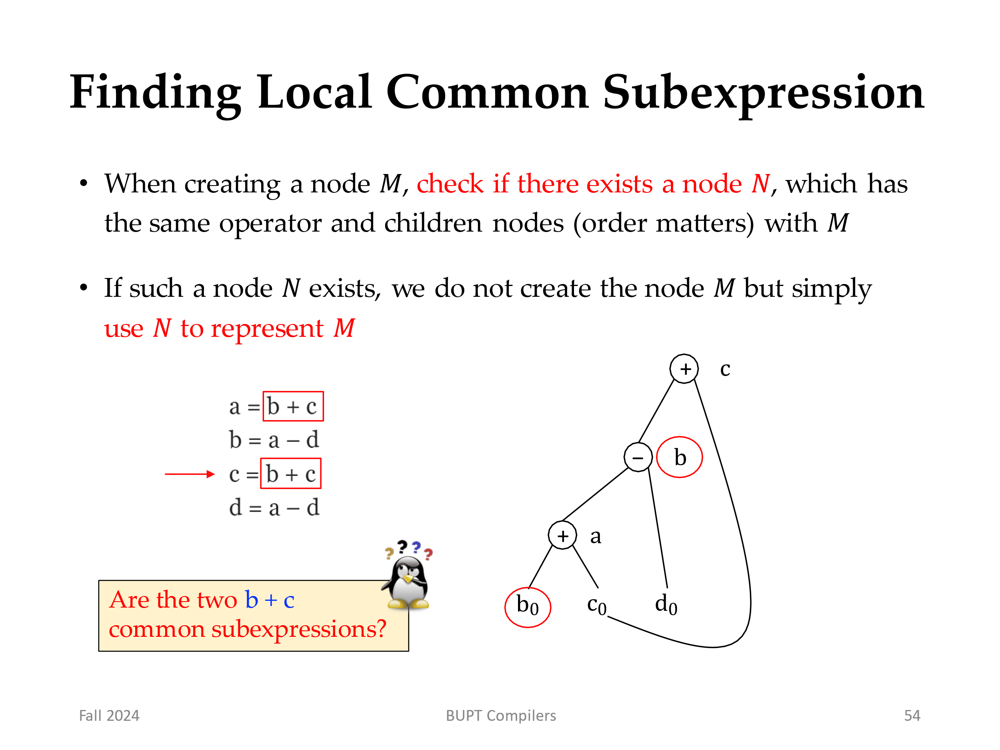 Finding Local Common Subexpression
• When creating a node M, check if there exists a node N, which has
the same operator and children nodes (order matters) with M
• If such a node N exists, we do not create the node M but simply
use N to represent M
a = b + c
b = a – d
c = b + c
d = a – d
? ? ? ?
Are the two b + c
common subexpressions?
+ c
– b
+ a
b₀ c₀ d₀
Fall 2024 BUPT Compilers 54